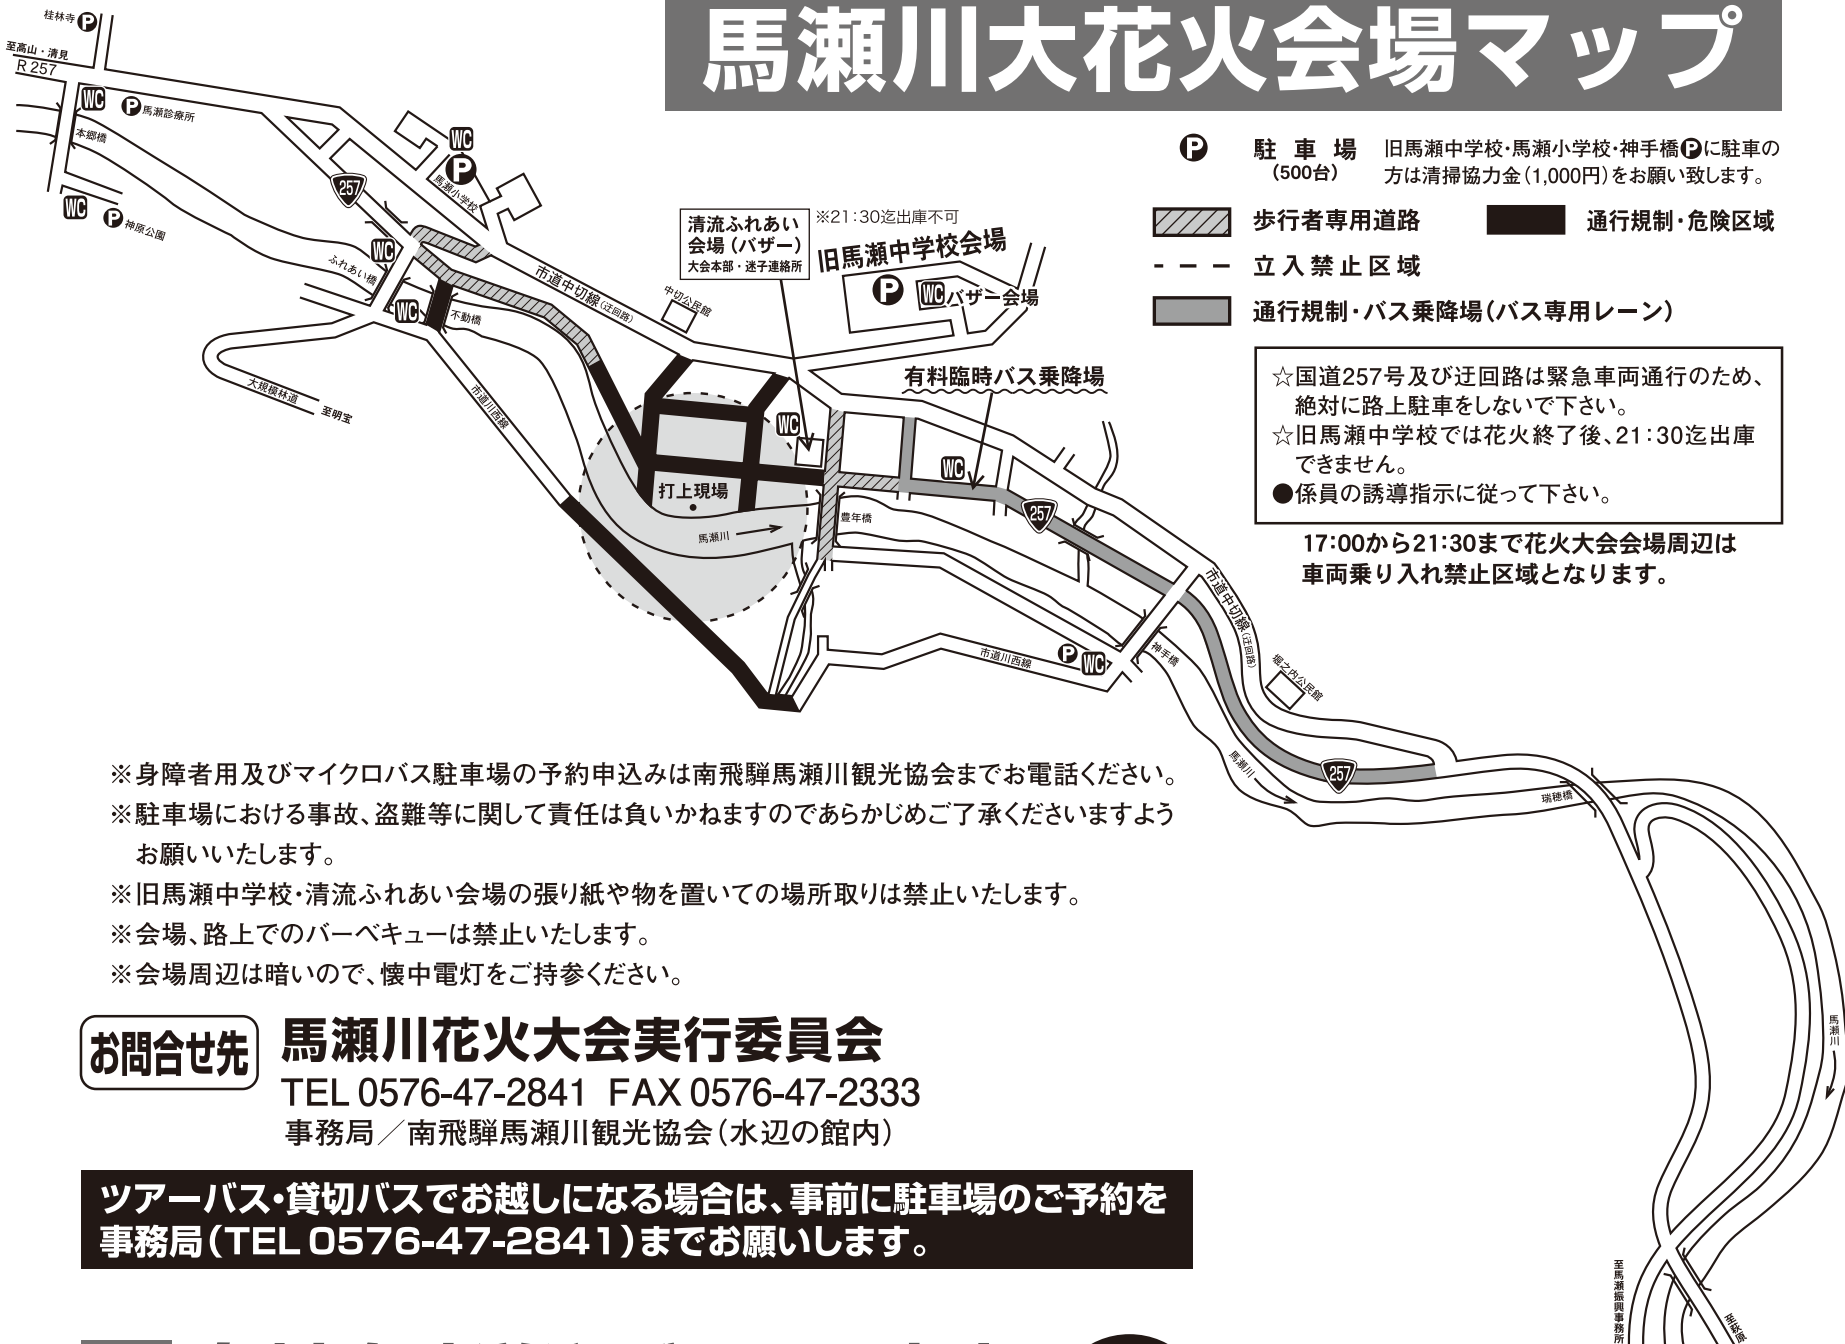 馬瀬川大花火会場マップ
桂林寺 P
至高山・清見
R257
WC
P 馬瀬診療所
本郷橋
WC
P 神原公園
WC
P
馬瀬小学校
257
WC
ふれあい橋
WC
不動橋
大規模林道
至明宝
市道川西線
市道中切線(迂回路)
中切公民館
清流ふれあい
会場(バザー)
大会本部・迷子連絡所
※21:30迄出庫不可
旧馬瀬中学校会場
P
WC バザー会場
有料臨時バス乗降場
WC
WC
打上現場
馬瀬川
豊年橋
257
市道川西線
P WC
神手橋
市道中切線(迂回路)
堀之内公民館
馬瀬川
257
瑞穂橋
馬瀬川
至馬瀬振興事務所
至萩原
P 駐車場
(500台)
旧馬瀬中学校・馬瀬小学校・神手橋Pに駐車の
方は清掃協力金(1,000円)をお願い致します。
歩行者専用道路
通行規制・危険区域
立入禁止区域
通行規制・バス乗降場(バス専用レーン)
☆国道257号及び迂回路は緊急車両通行のため、
絶対に路上駐車をしないで下さい。
☆旧馬瀬中学校では花火終了後、21:30迄出庫
できません。
●係員の誘導指示に従って下さい。
17:00から21:30まで花火大会会場周辺は
車両乗り入れ禁止区域となります。
※身障者用及びマイクロバス駐車場の予約申込みは南飛騨馬瀬川観光協会までお電話ください。
※駐車場における事故、盗難等に関して責任は負いかねますのであらかじめご了承くださいますよう
お願いいたします。
※旧馬瀬中学校・清流ふれあい会場の張り紙や物を置いての場所取りは禁止いたします。
※会場、路上でのバーベキューは禁止いたします。
※会場周辺は暗いので、懐中電灯をご持参ください。
お問合せ先
馬瀬川花火大会実行委員会
TEL 0576-47-2841 FAX 0576-47-2333
事務局／南飛騨馬瀬川観光協会(水辺の館内)
ツアーバス・貸切バスでお越しになる場合は、事前に駐車場のご予約を
事務局(TEL 0576-47-2841)までお願いします。